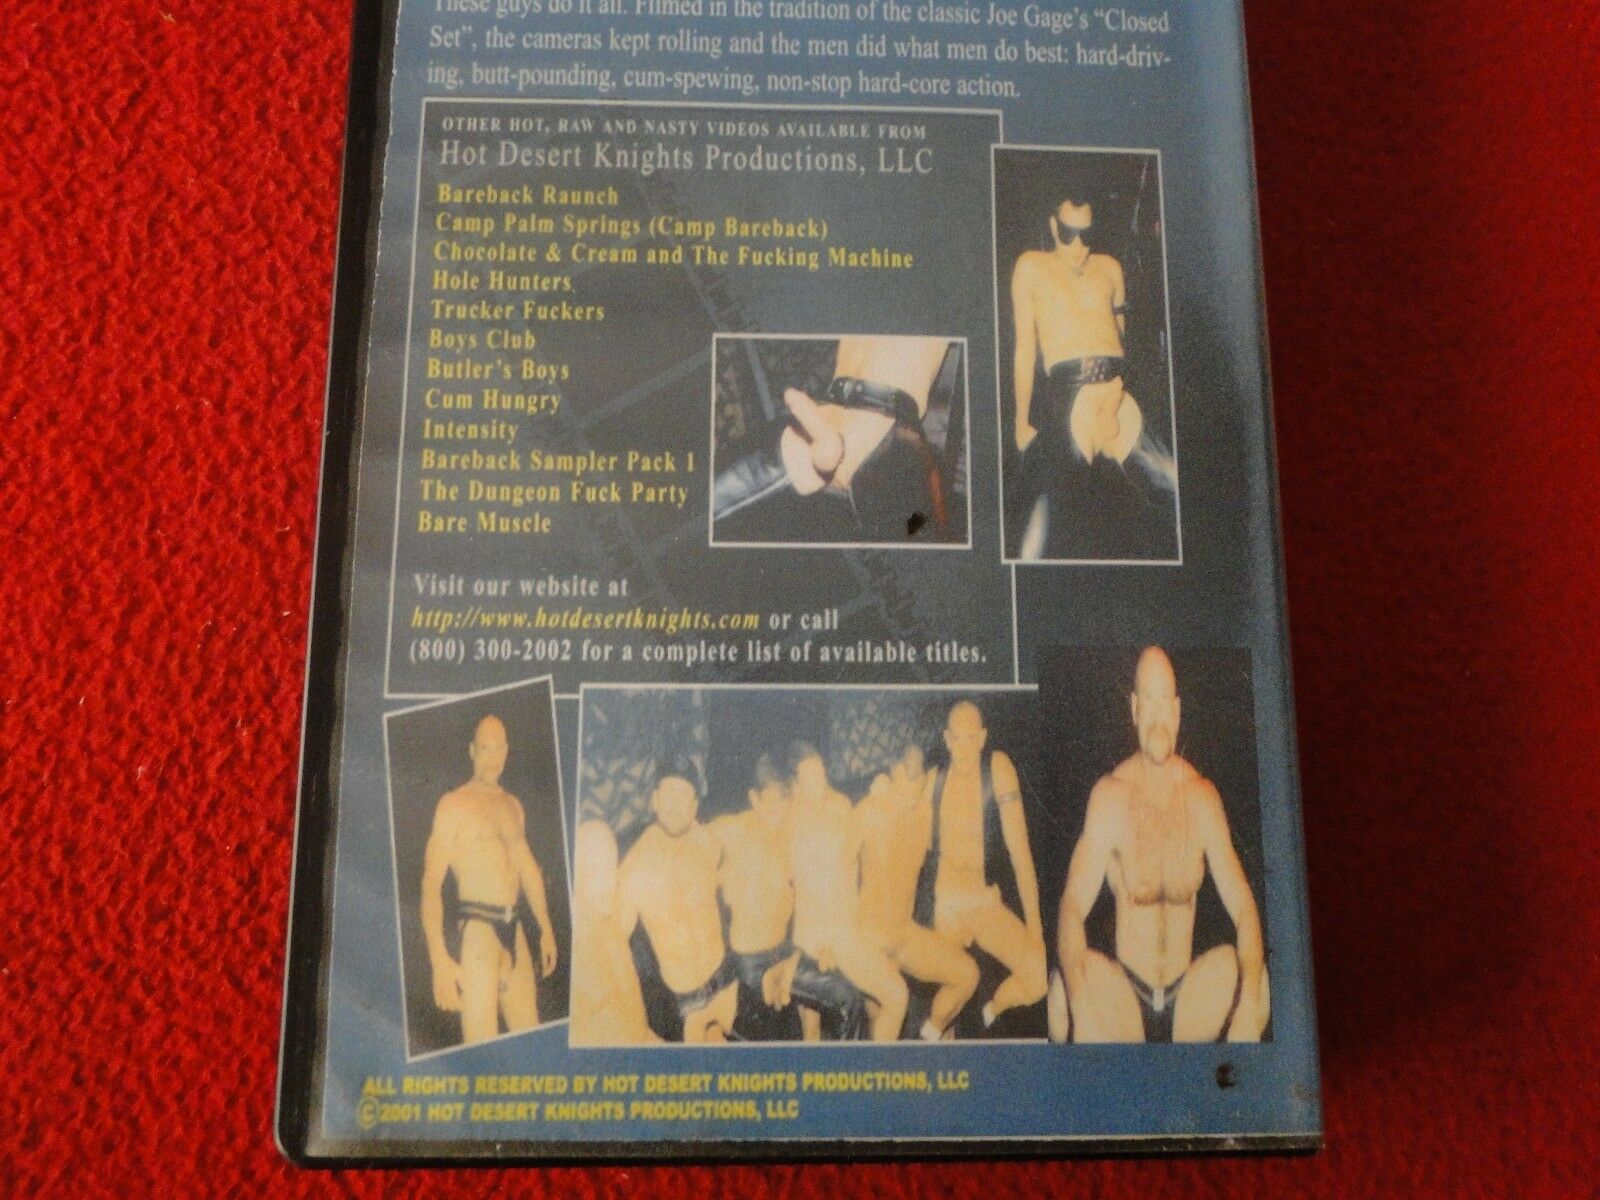 These guys do it all. Filmed in the tradition of the classic Joe Gage's “Closed
Set”, the cameras kept rolling and the men did what men do best: hard-driv-
ing, butt-pounding, cum-spewing, non-stop hard-core action.
OTHER HOT, RAW AND NASTY VIDEOS AVAILABLE FROM
Hot Desert Knights Productions, LLC
Bareback Raunch
Camp Palm Springs (Camp Bareback)
Chocolate & Cream and The Fucking Machine
Hole Hunters
Trucker Fuckers
Boys Club
Butler's Boys
Cum Hungry
Intensity
Bareback Sampler Pack 1
The Dungeon Fuck Party
Bare Muscle
Visit our website at
http://www.hotdesertknights.com or call
(800) 300-2002 for a complete list of available titles.
ALL RIGHTS RESERVED BY HOT DESERT KNIGHTS PRODUCTIONS, LLC
©2001 HOT DESERT KNIGHTS PRODUCTIONS, LLC